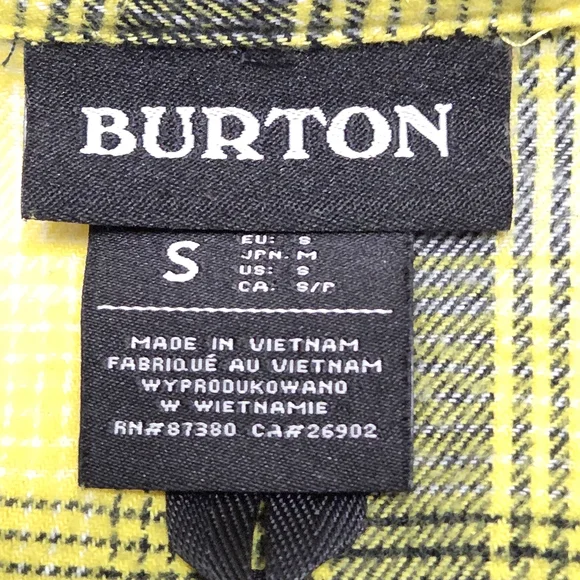 BURTON
S
EU: S
JPN: M
US: S
CA: S/P
MADE IN VIETNAM
FABRIQUÉ AU VIETNAM
WYPRODUKOWANO
W WIETNAMIE
RN#87380 CA#26902